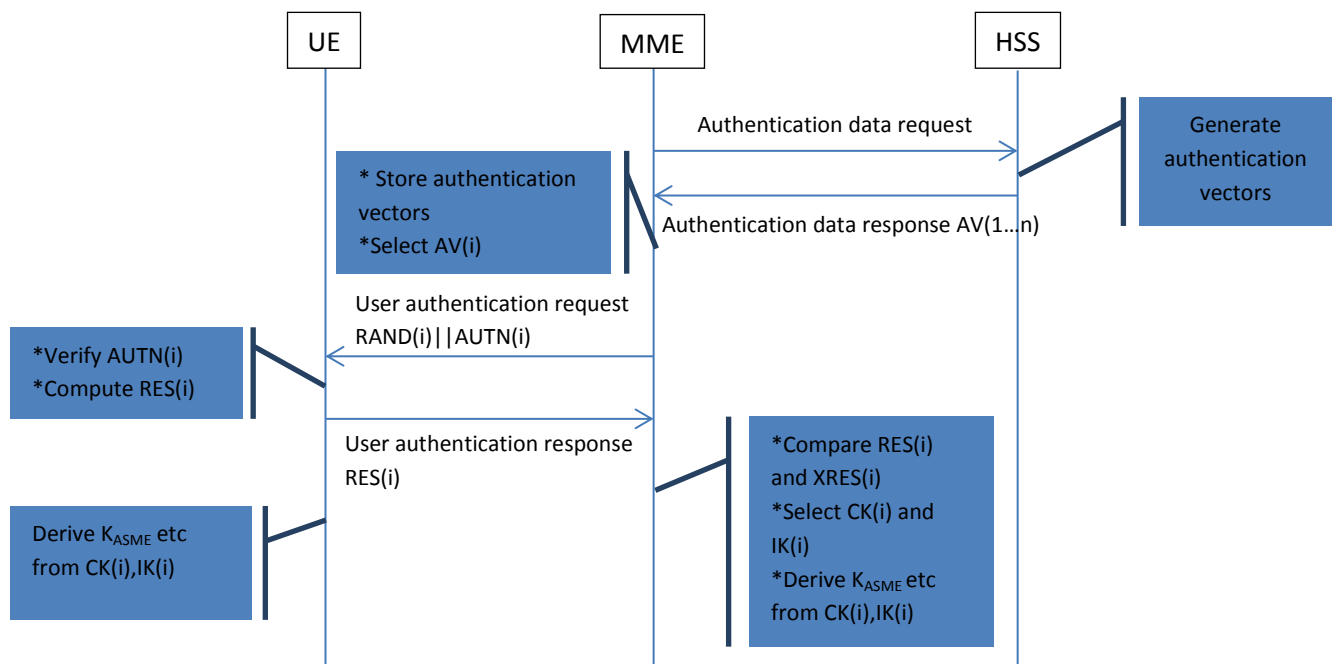 UE
MME
HSS
Authentication data request
Generate
authentication
vectors
* Store authentication
vectors
*Select AV(i)
Authentication data response AV(1…n)
User authentication request
RAND(i)||AUTN(i)
*Verify AUTN(i)
*Compute RES(i)
User authentication response
RES(i)
*Compare RES(i)
and XRES(i)
*Select CK(i) and
IK(i)
*Derive KASME etc
from CK(i),IK(i)
Derive KASME etc
from CK(i),IK(i)